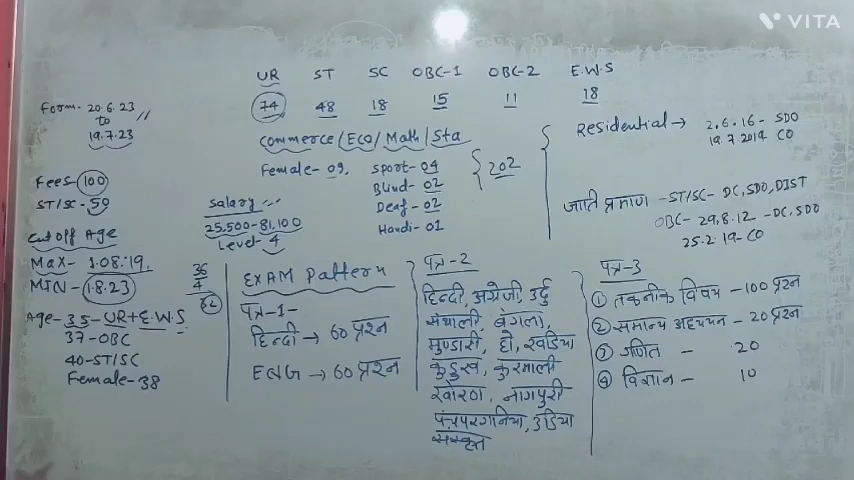 VITA
UR ST SC OBC-1 OBC-2 E.W.S
74 48 18 15 11 18
Form- 20.6.23
to
19.7.23
Fees- 100
ST/SC- 50
Cut off Age
Max- 1.08.19.
MIN- 1.8.23
Age- 35- UR+E.W.S
37-OBC
40-ST/SC
Female-38
Commerce/ECO/Math/Sta
Female- 09, Sport- 04
Blind- 02
Deaf- 02
Handi- 01
202
Salary
25,500-81,100
Level- 4
Residential → 2.6.16- SDO
19.7.2019 CO
जाति प्रमाण -ST/SC- DC, SDO, DIST
OBC- 29.8.12 -DC, SDO
25.2.19-CO
36
4
EXAM Pattern
पत्र-1-
हिन्दी → 60 प्रश्न
ENG → 60 प्रश्न
पत्र-2
हिन्दी, अंग्रेजी, उर्दु
संथाली, बंगला,
मुण्डारी, हो, खड़िया
कुडुख, कुरमाली
खोरठा, नागपुरी
पंचपरगानिया, उडिया
संस्कृत
पत्र-3
① तकनीक विषय - 100 प्रश्न
② समान्य अध्ययन - 20 प्रश्न
③ गणित - 20
④ विज्ञान - 10